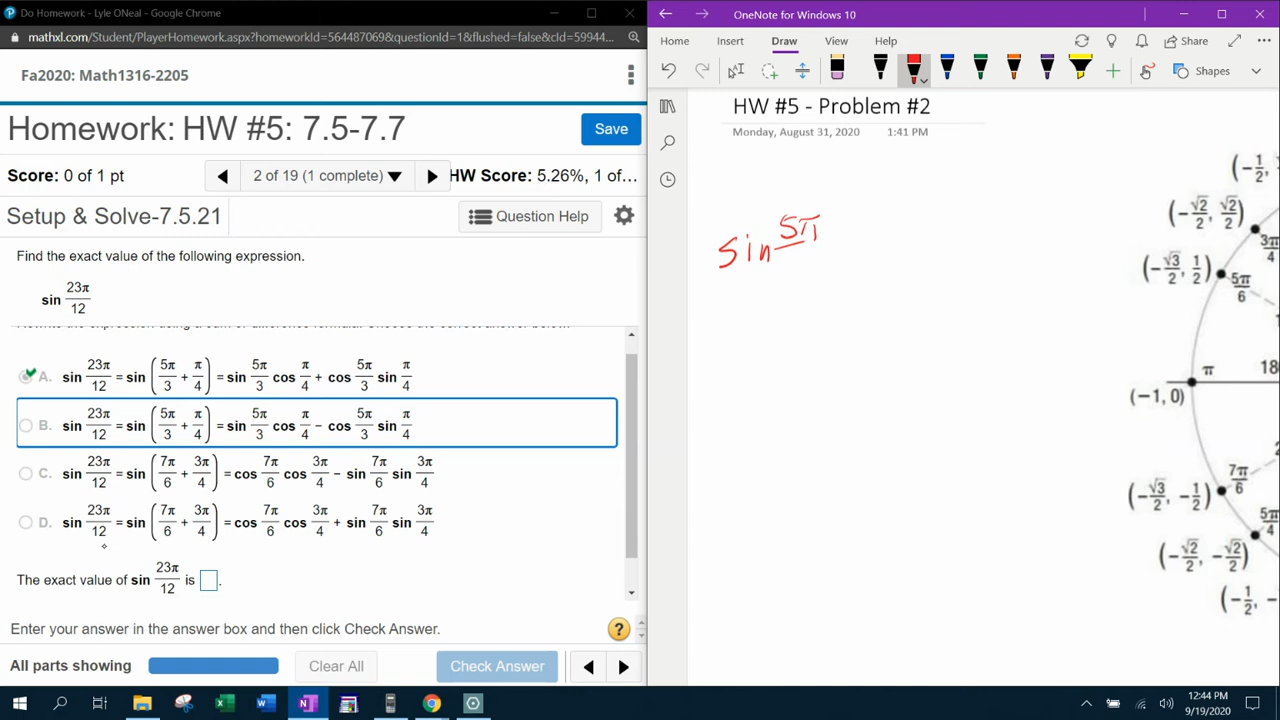 Do Homework - Lyle ONeal - Google Chrome
mathxl.com/Student/PlayerHomework.aspx?homeworkId=564487069&questionId=1&flushed=false&cId=59944...
Fa2020: Math1316-2205
Homework: HW #5: 7.5-7.7
Save
Score: 0 of 1 pt
2 of 19 (1 complete)
HW Score: 5.26%, 1 of...
Setup & Solve-7.5.21
Question Help
Find the exact value of the following expression.
sin 23π/12
A. sin 23π/12 = sin (5π/3 + π/4) = sin 5π/3 cos π/4 + cos 5π/3 sin π/4
B. sin 23π/12 = sin (5π/3 + π/4) = sin 5π/3 cos π/4 − cos 5π/3 sin π/4
C. sin 23π/12 = sin (7π/6 + 3π/4) = cos 7π/6 cos 3π/4 − sin 7π/6 sin 3π/4
D. sin 23π/12 = sin (7π/6 + 3π/4) = cos 7π/6 cos 3π/4 + sin 7π/6 sin 3π/4
The exact value of sin 23π/12 is .
Enter your answer in the answer box and then click Check Answer.
?
All parts showing
Clear All
Check Answer
OneNote for Windows 10
Home Insert Draw View Help
Share
Shapes
HW #5 - Problem #2
Monday, August 31, 2020 1:41 PM
sin 5π
(-√2/2, √2/2)
3π/4
(-√3/2, 1/2)
5π/6
π
18
(−1, 0)
7π/6
(-√3/2, -1/2)
5π/4
(-√2/2, -√2/2)
(-1/2, -
12:44 PM
9/19/2020